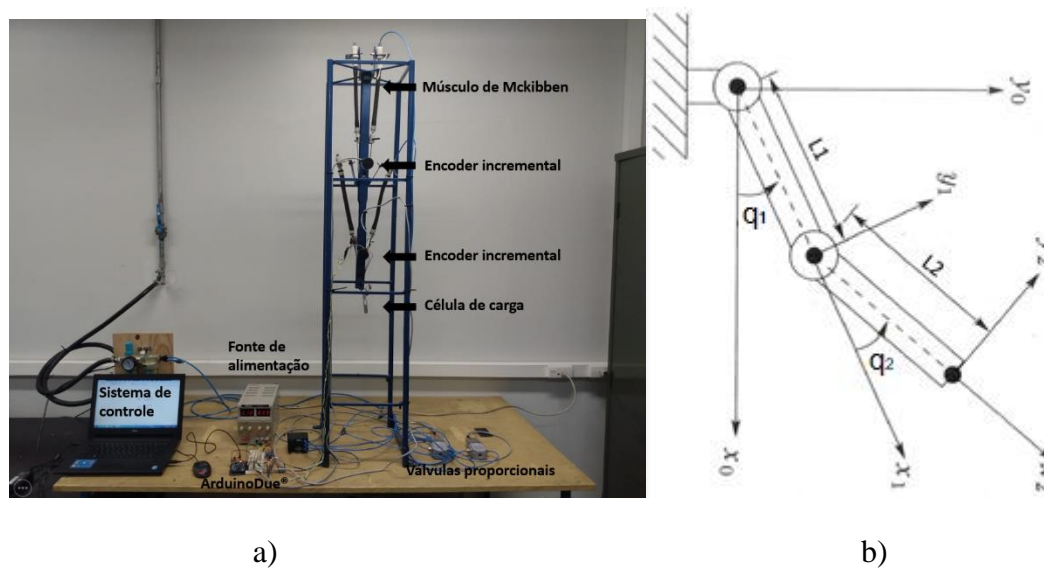 Músculo de Mckibben
Encoder incremental
Encoder incremental
Célula de carga
Fonte de
alimentação
Sistema de
controle
Válvulas proporcionais
ArduinoDue®
y₀
L1
y₁
q₁
L2
q₂
x₀
x₁
a)
b)